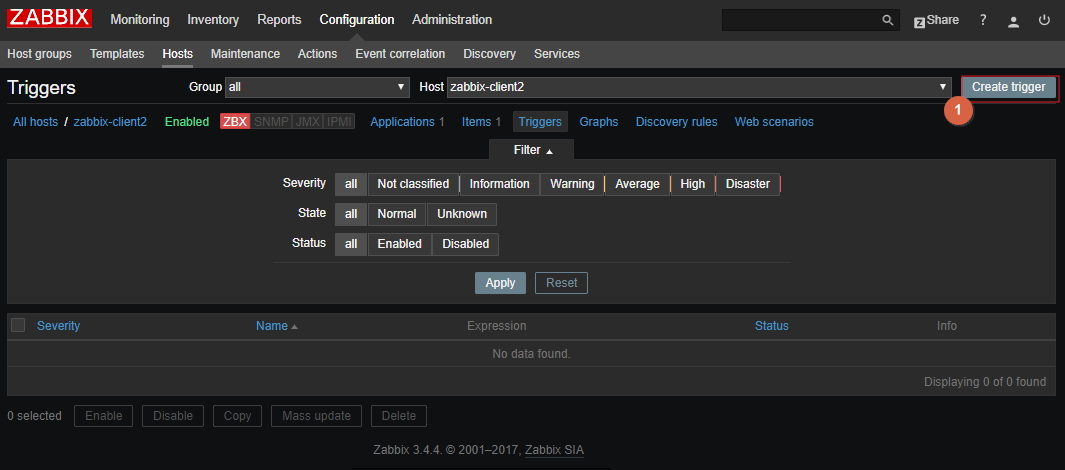 ZABBIX Monitoring Inventory Reports Configuration Administration Z Share ?
Host groups Templates Hosts Maintenance Actions Event correlation Discovery Services
Triggers Group all Host zabbix-client2 Create trigger
1
All hosts / zabbix-client2 Enabled ZBX SNMP JMX IPMI Applications 1 Items 1 Triggers Graphs Discovery rules Web scenarios
Filter
Severity all Not classified Information Warning Average High Disaster
State all Normal Unknown
Status all Enabled Disabled
Apply Reset
Severity Name Expression Status Info
No data found.
Displaying 0 of 0 found
0 selected Enable Disable Copy Mass update Delete
Zabbix 3.4.4. © 2001–2017, Zabbix SIA